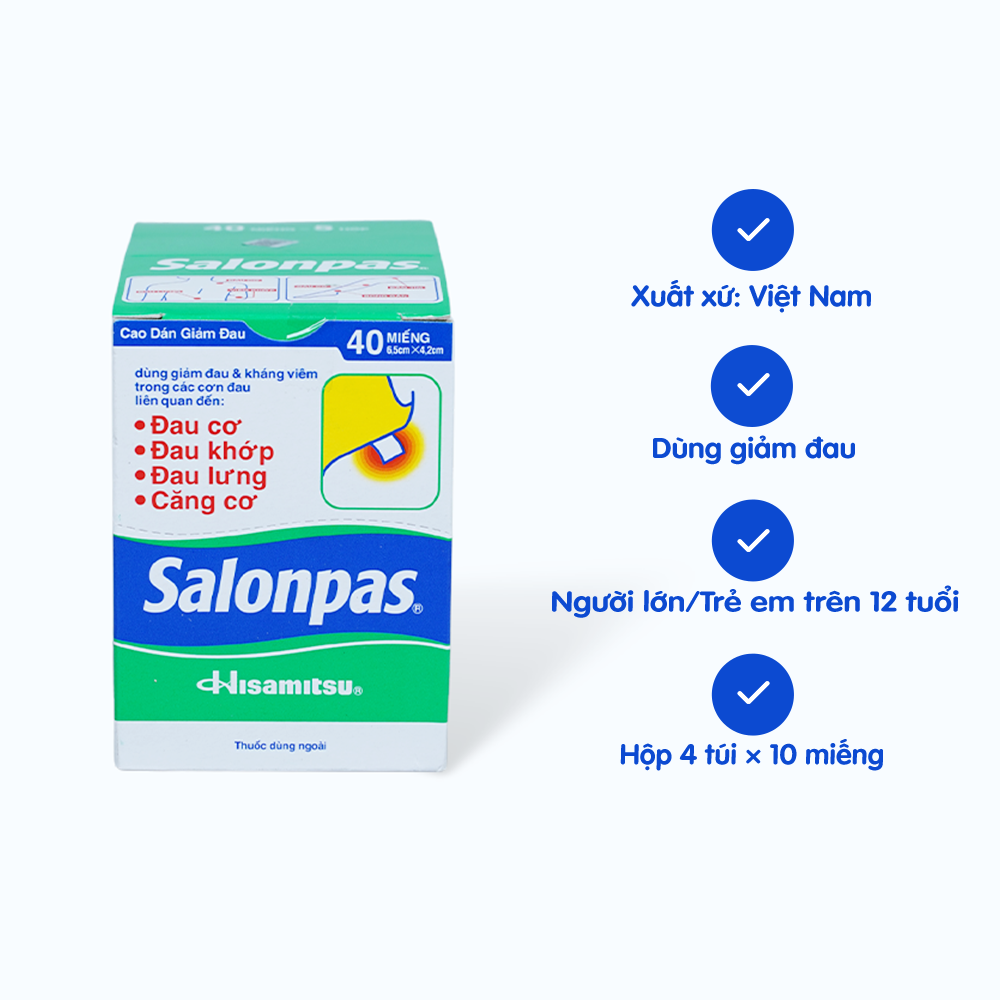 Salonpas®
Cao Dán Giảm Đau
40 MIẾNG
6,5cm×4,2cm
dùng giảm đau & kháng viêm
trong các cơn đau
liên quan đến:
• Đau cơ
• Đau khớp
• Đau lưng
• Căng cơ
Salonpas®
Hisamitsu®
Thuốc dùng ngoài
Xuất xứ: Việt Nam
Dùng giảm đau
Người lớn/Trẻ em trên 12 tuổi
Hộp 4 túi × 10 miếng